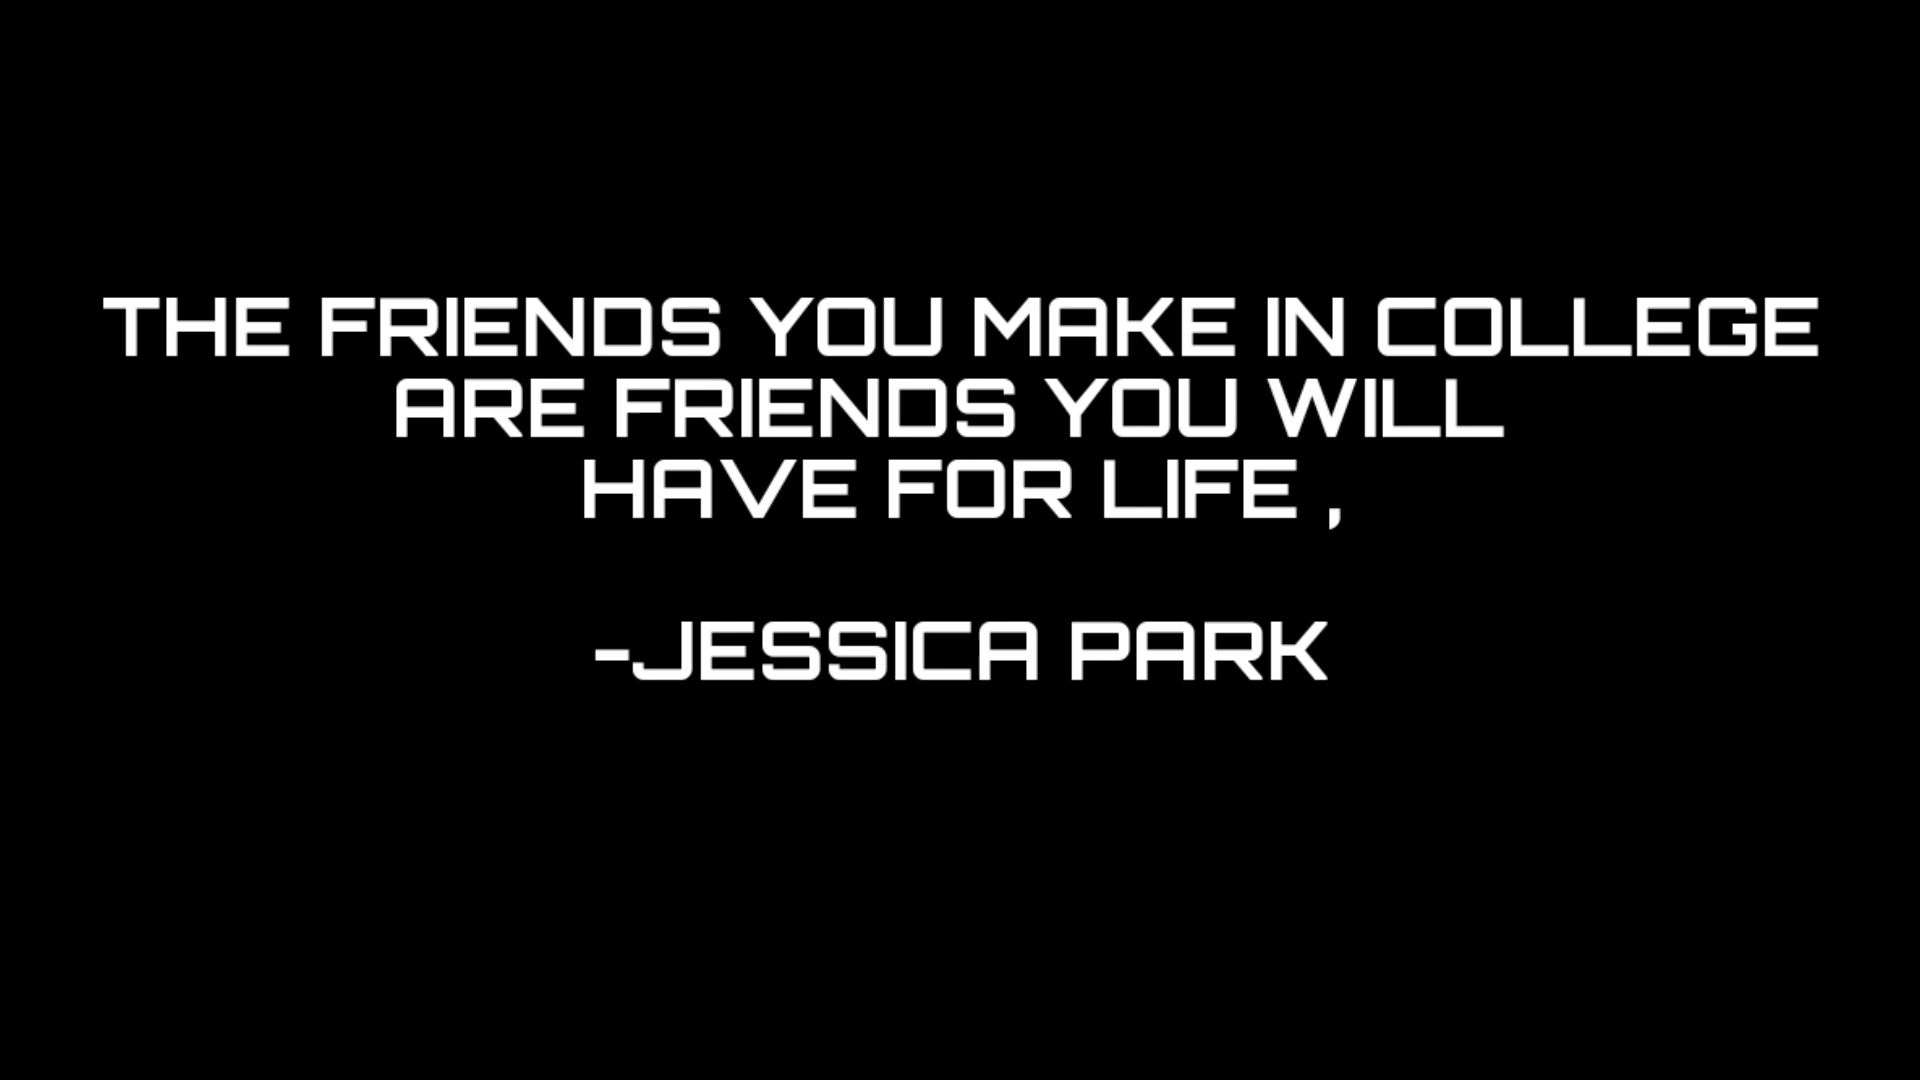 THE FRIENDS YOU MAKE IN COLLEGE
ARE FRIENDS YOU WILL
HAVE FOR LIFE ,
-JESSICA PARK